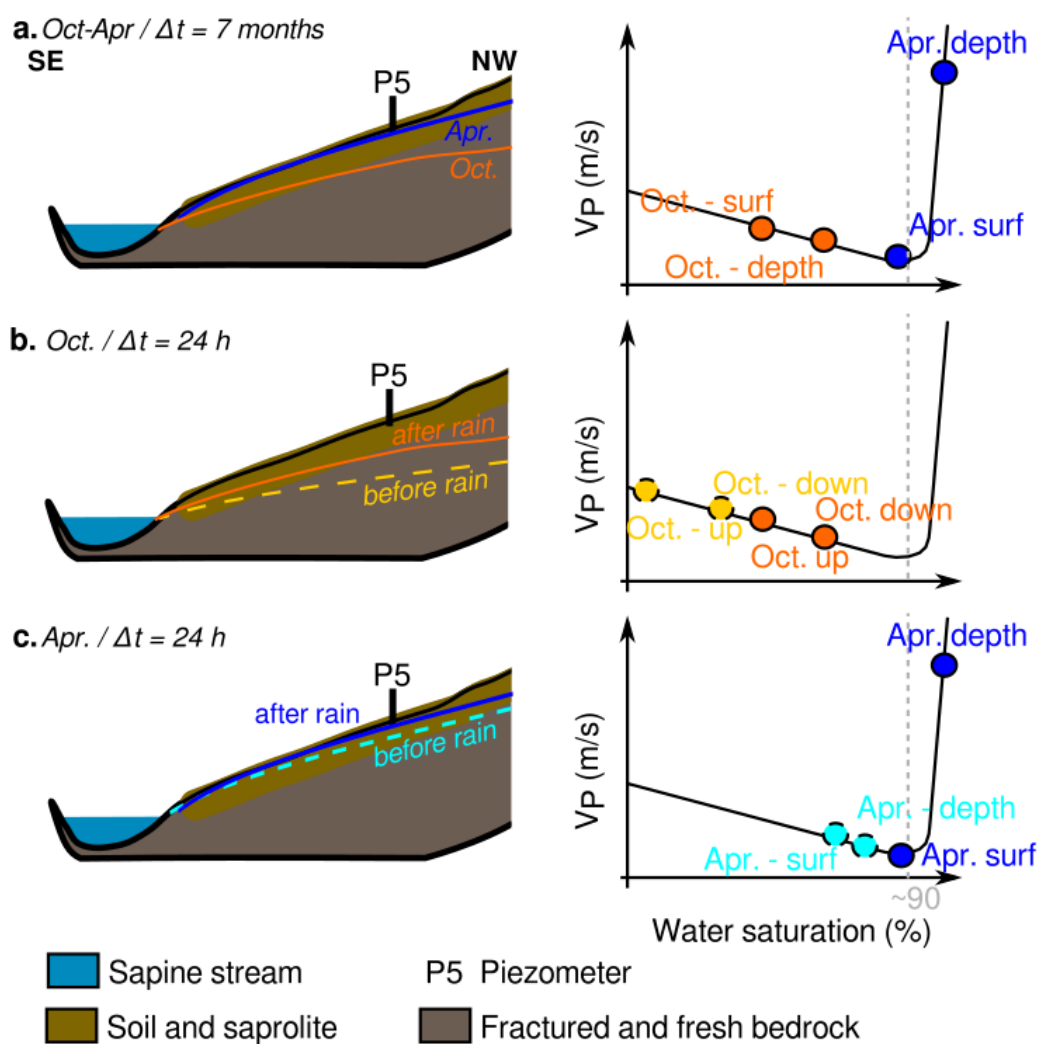 a. Oct-Apr / Δt = 7 months
SE
NW
P5
Apr.
Oct.
VP (m/s)
Apr. depth
Oct. - surf
Apr. surf
Oct. - depth
b. Oct. / Δt = 24 h
P5
after rain
before rain
VP (m/s)
Oct. - down
Oct. down
Oct. - up
Oct. up
c. Apr. / Δt = 24 h
P5
after rain
before rain
VP (m/s)
Apr. depth
Apr. - depth
Apr. - surf
Apr. surf
~90
Water saturation (%)
Sapine stream
P5 Piezometer
Soil and saprolite
Fractured and fresh bedrock